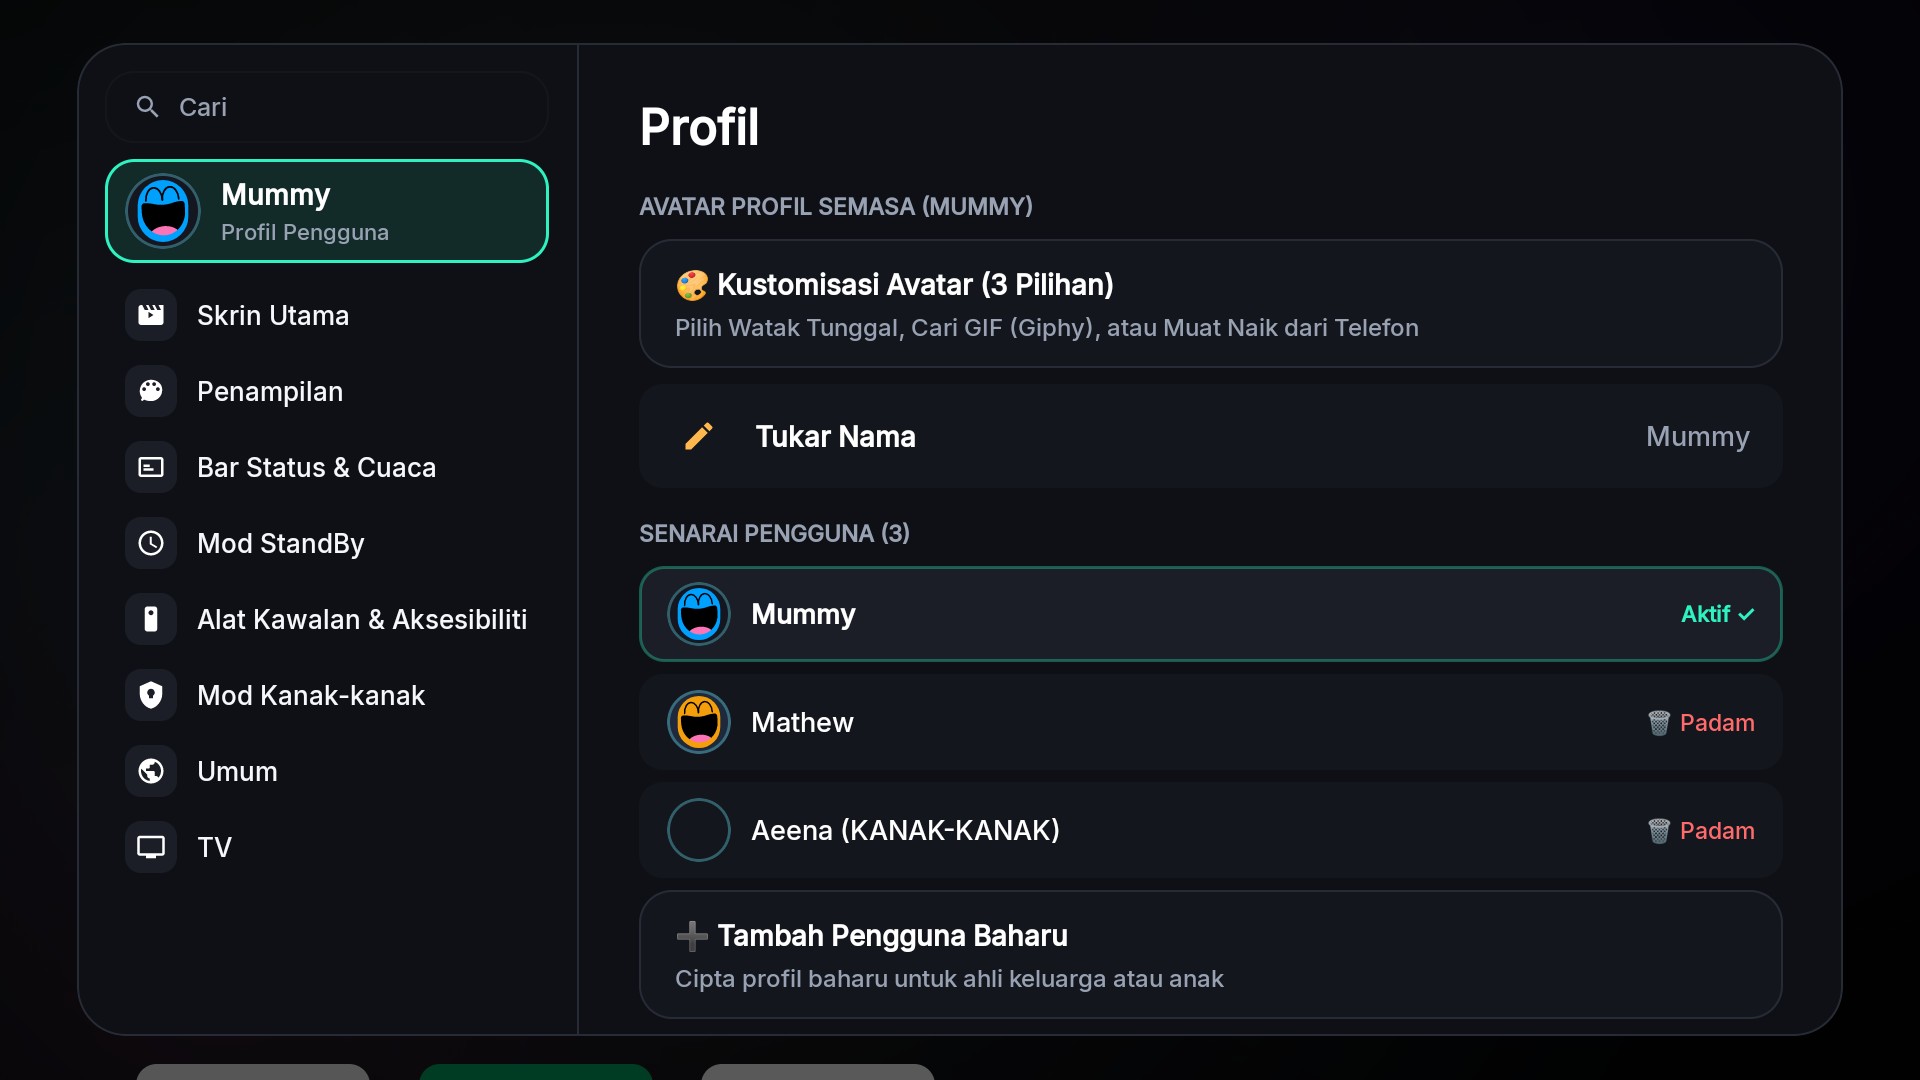 Cari
Mummy
Profil Pengguna
Skrin Utama
Penampilan
Bar Status & Cuaca
Mod StandBy
Alat Kawalan & Aksesibiliti
Mod Kanak-kanak
Umum
TV
Profil
AVATAR PROFIL SEMASA (MUMMY)
🎨 Kustomisasi Avatar (3 Pilihan)
Pilih Watak Tunggal, Cari GIF (Giphy), atau Muat Naik dari Telefon
Tukar Nama
Mummy
SENARAI PENGGUNA (3)
Mummy
Aktif ✓
Mathew
🗑️ Padam
Aeena (KANAK-KANAK)
🗑️ Padam
➕ Tambah Pengguna Baharu
Cipta profil baharu untuk ahli keluarga atau anak